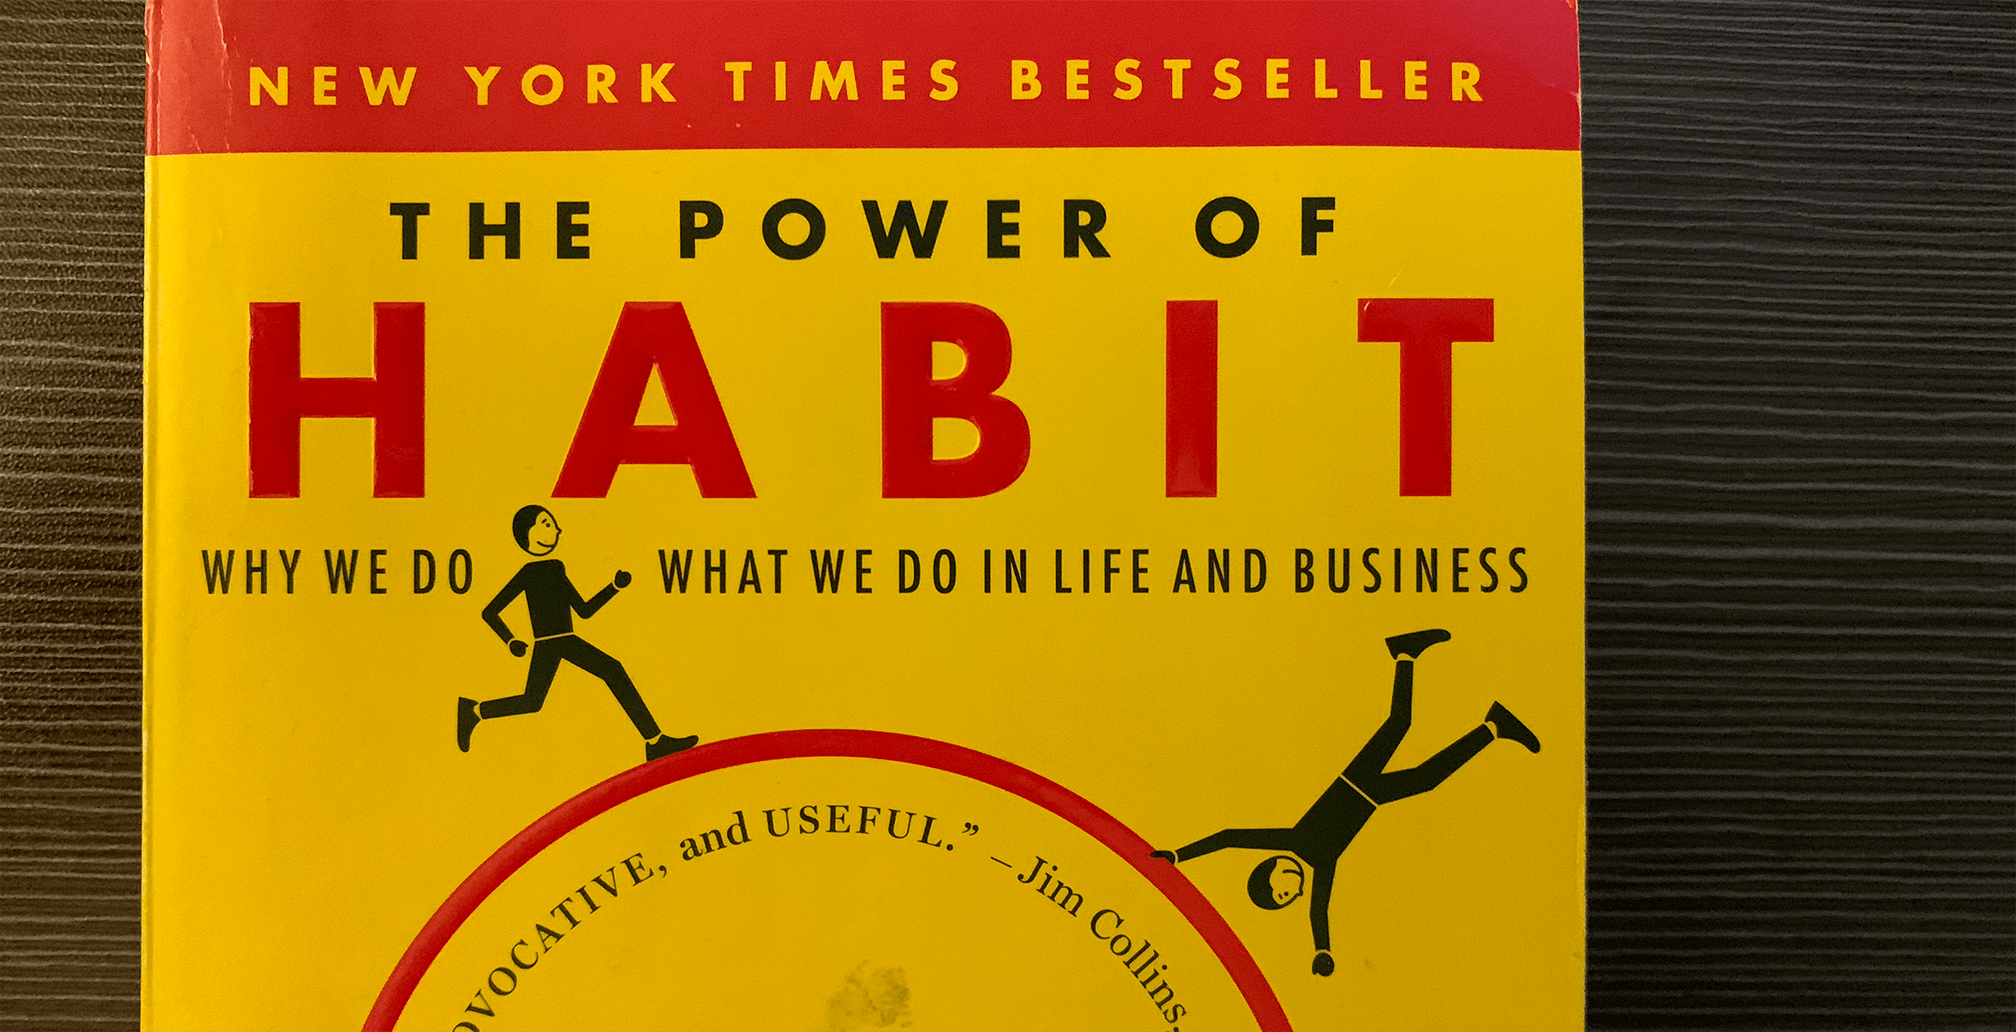 NEW YORK TIMES BESTSELLER
THE POWER OF
HABIT
WHY WE DO WHAT WE DO IN LIFE AND BUSINESS
and USEFUL.” – Jim Collins,